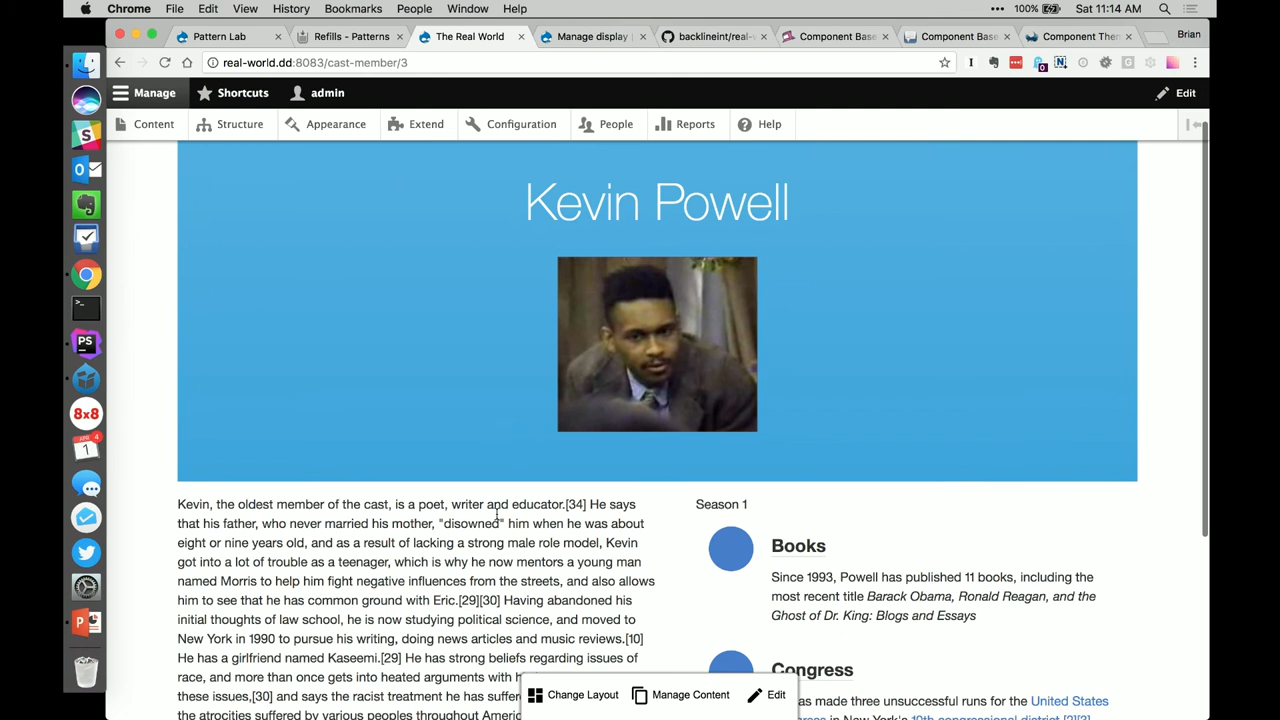 Chrome File Edit View History Bookmarks People Window Help
100% Sat 11:14 AM
Pattern Lab
Refills - Patterns
The Real World
Manage display |
backlineint/real-w
Component Base
Component Base
Component Them
Brian
real-world.dd:8083/cast-member/3
Manage Shortcuts admin Edit
Content Structure Appearance Extend Configuration People Reports Help
Kevin Powell
Kevin, the oldest member of the cast, is a poet, writer and educator.[34] He says
that his father, who never married his mother, "disowned" him when he was about
eight or nine years old, and as a result of lacking a strong male role model, Kevin
got into a lot of trouble as a teenager, which is why he now mentors a young man
named Morris to help him fight negative influences from the streets, and also allows
him to see that he has common ground with Eric.[29][30] Having abandoned his
initial thoughts of law school, he is now studying political science, and moved to
New York in 1990 to pursue his writing, doing news articles and music reviews.[10]
He has a girlfriend named Kaseemi.[29] He has strong beliefs regarding issues of
race, and more than once gets into heated arguments with
these issues,[30] and says the racist treatment he has
the atrocities suffered by various peoples throughout
Season 1
Books
Since 1993, Powell has published 11 books, including the
most recent title Barack Obama, Ronald Reagan, and the
Ghost of Dr. King: Blogs and Essays
Congress
as made three unsuccessful runs for the United States
in New York's 10th congressional district.[2][3]
Change Layout Manage Content Edit
8x8
PS